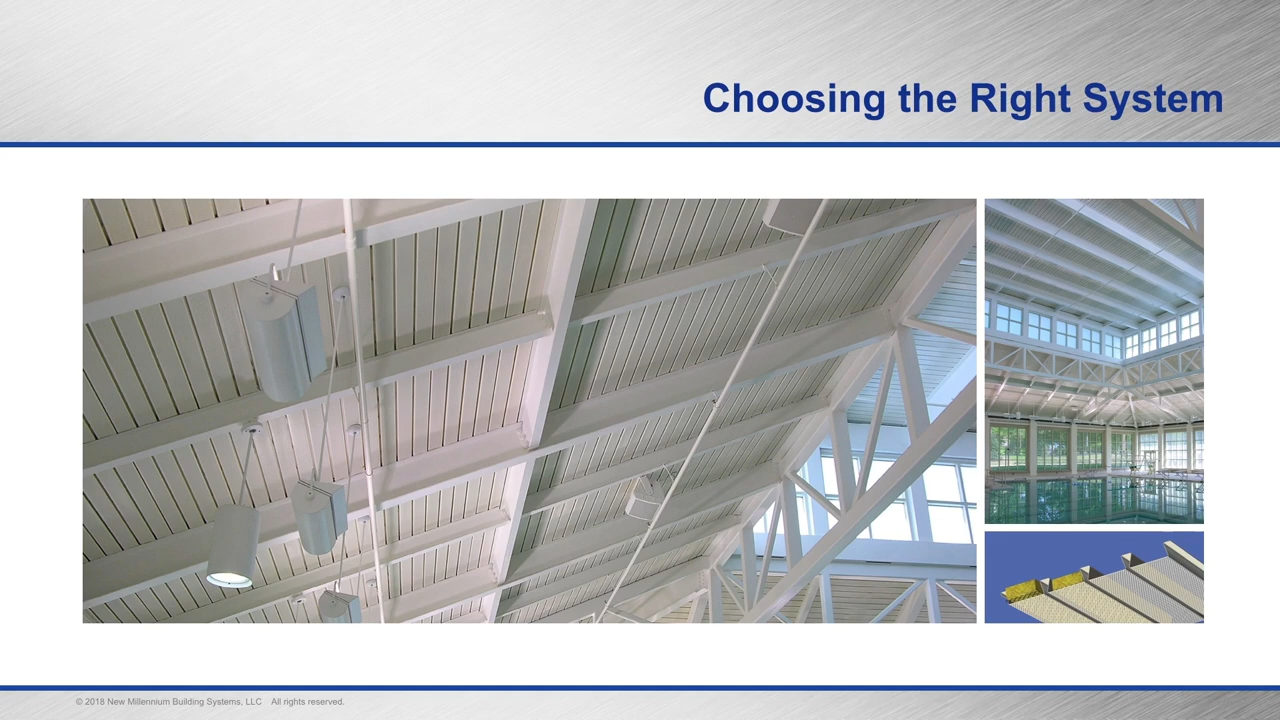 Choosing the Right System
© 2018 New Millennium Building Systems, LLC All rights reserved.